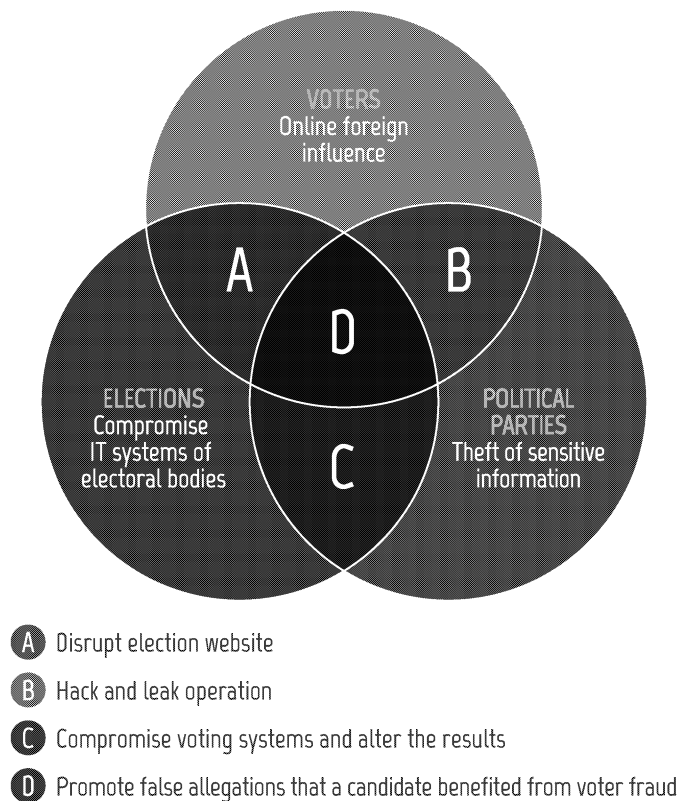 VOTERS
Online foreign
influence
A
B
D
ELECTIONS
Compromise
IT systems of
electoral bodies
POLITICAL
PARTIES
Theft of sensitive
information
C
A Disrupt election website
B Hack and leak operation
C Compromise voting systems and alter the results
D Promote false allegations that a candidate benefited from voter fraud